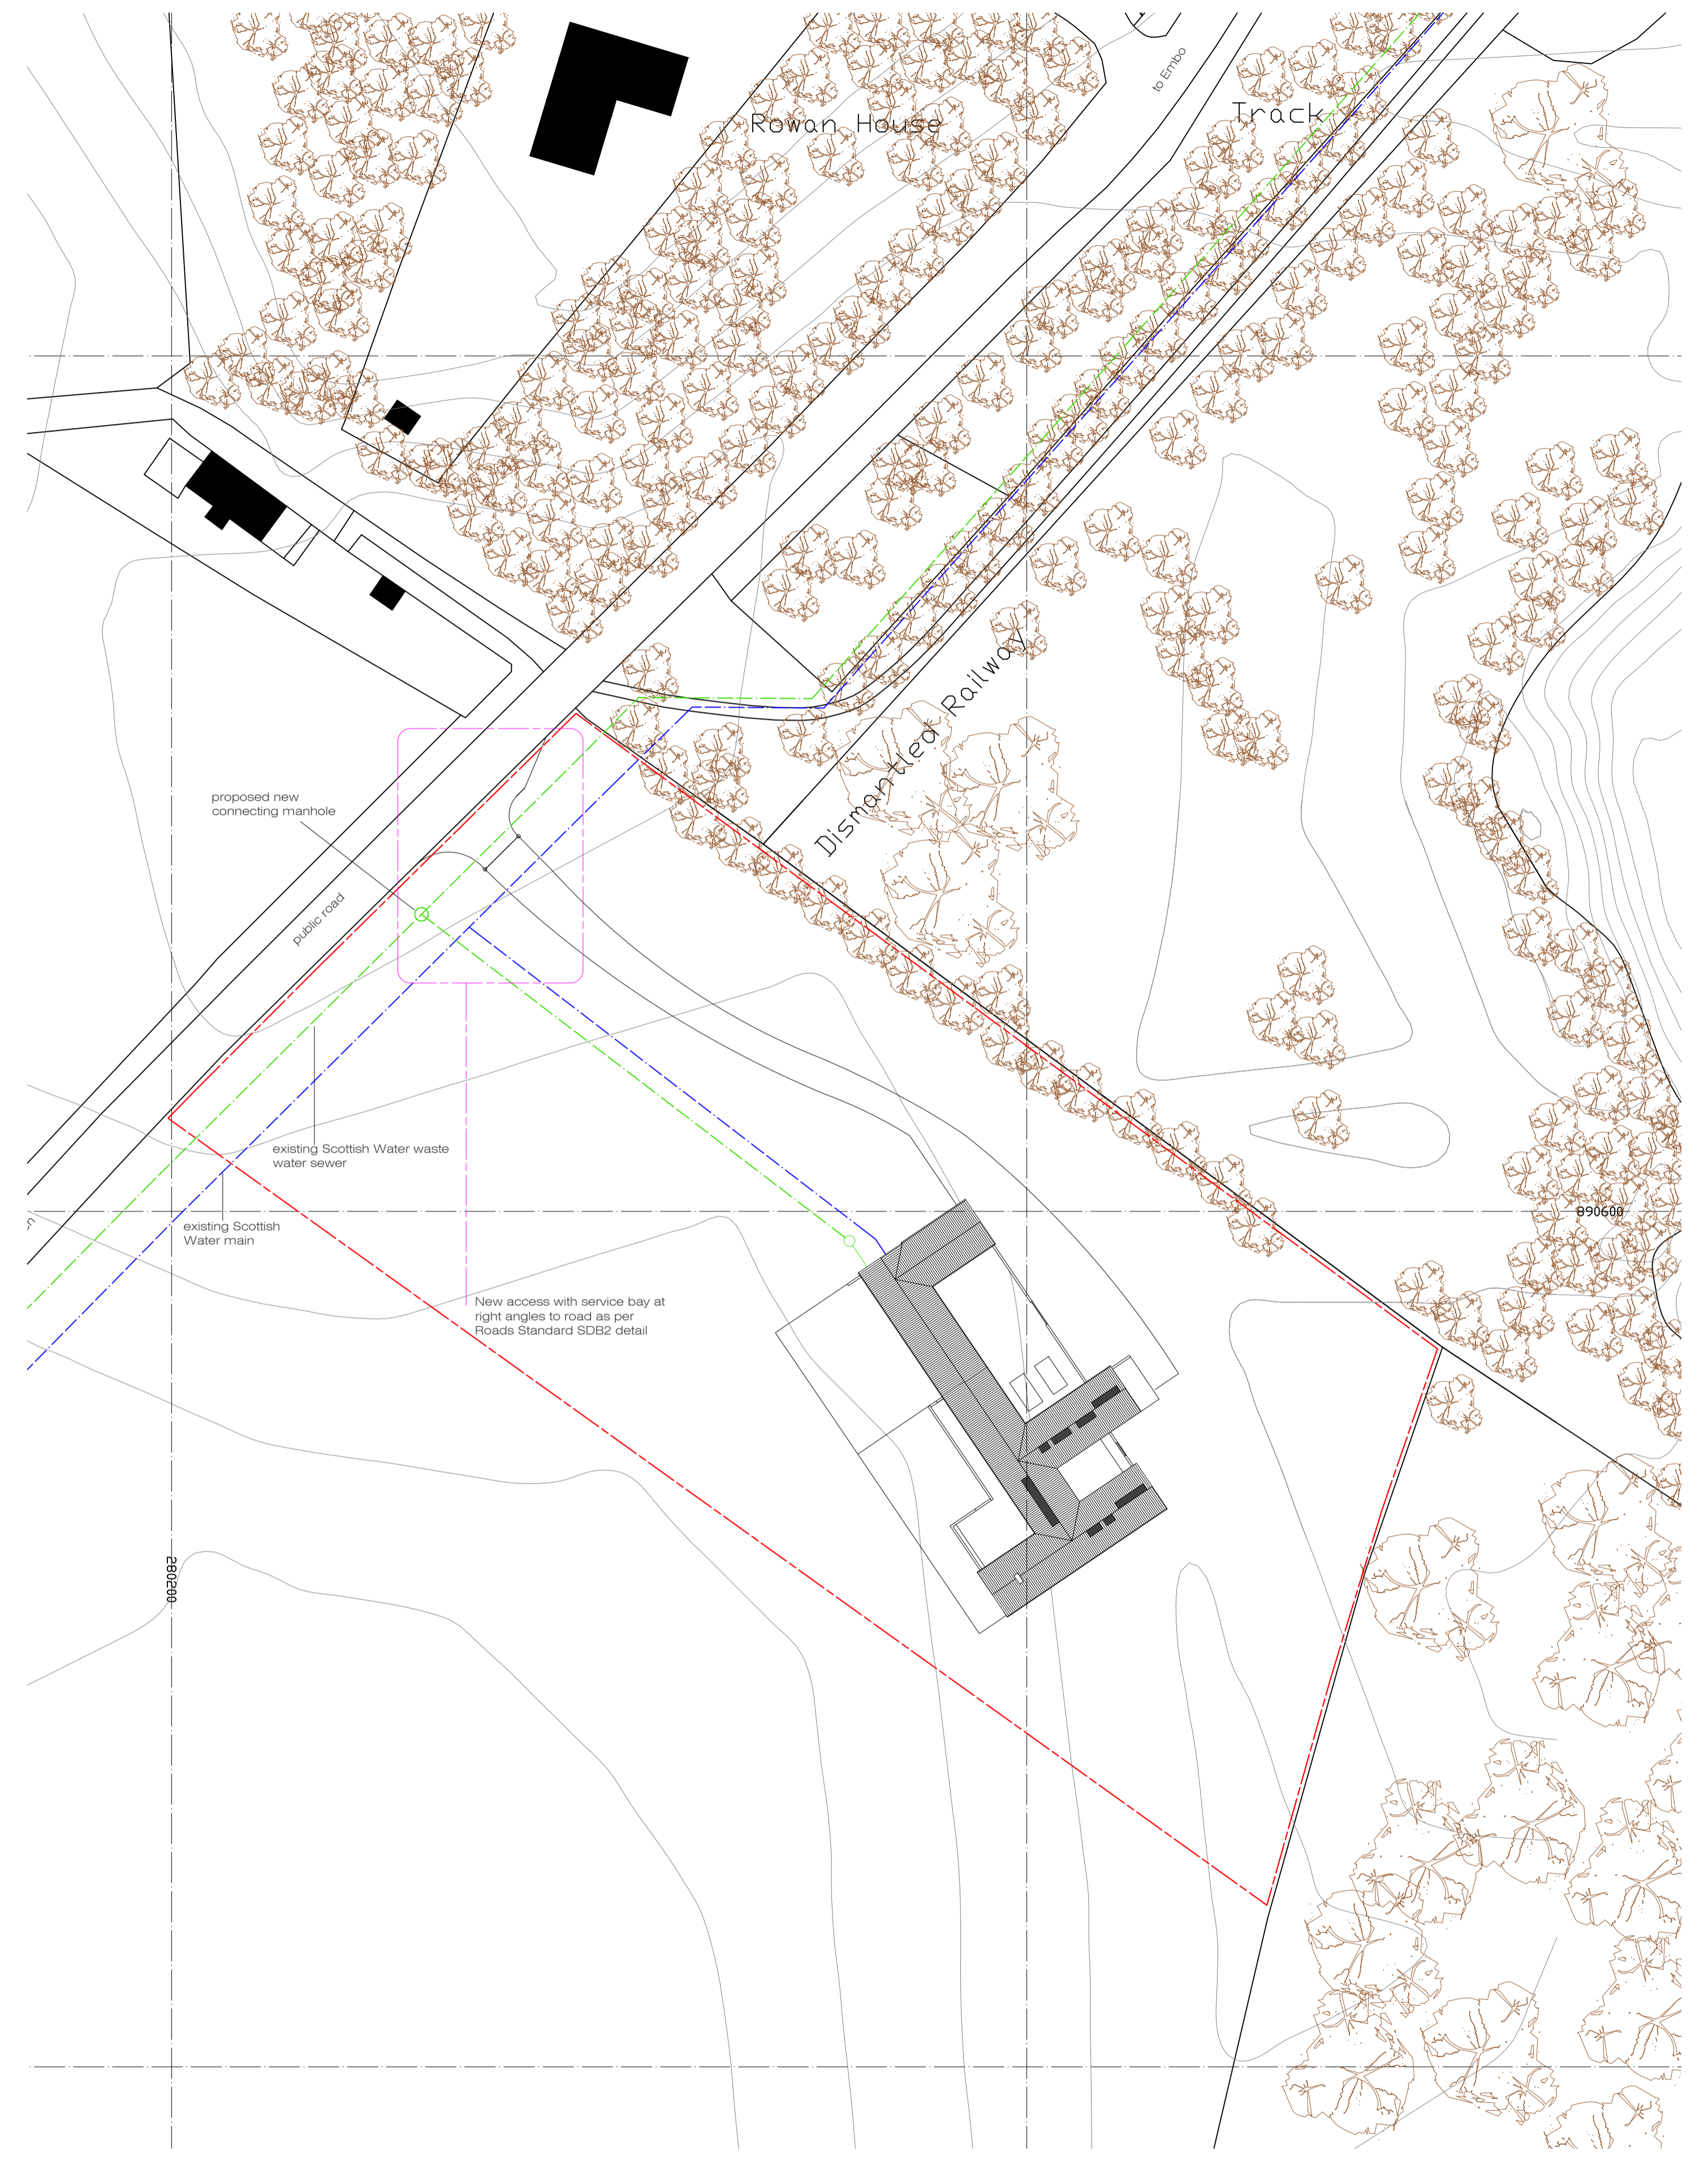 to Embo
Track
Rowan House
Dismantled Railway
proposed new
connecting manhole
public road
existing Scottish Water waste
water sewer
existing Scottish
Water main
890600
New access with service bay at
right angles to road as per
Roads Standard SDB2 detail
280200